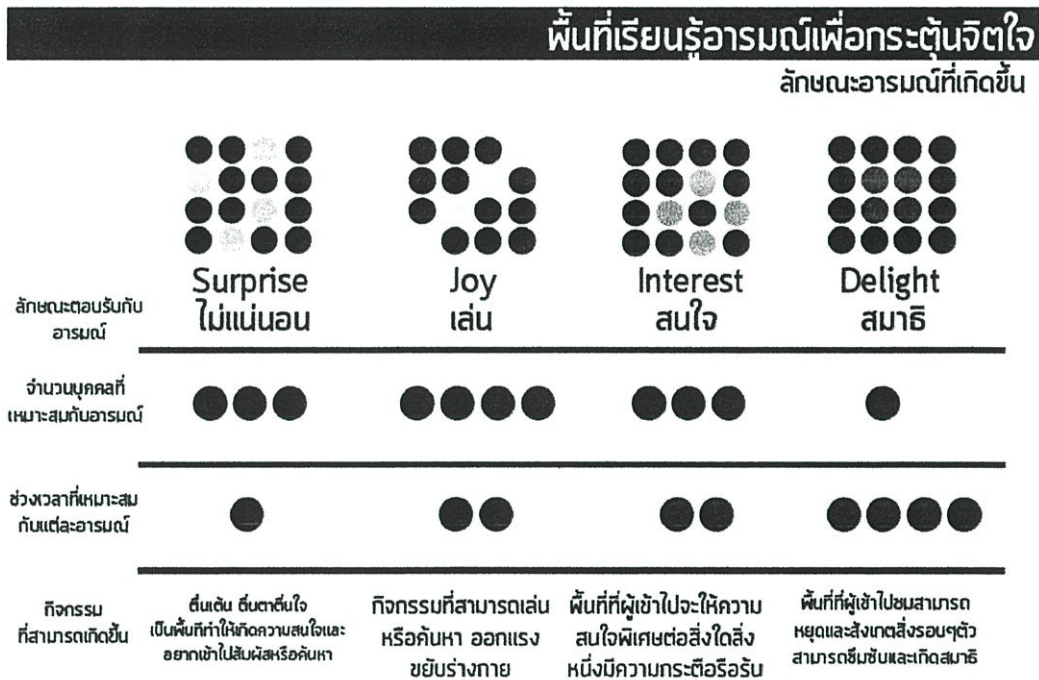 พื้นที่เรียนรู้อารมณ์เพื่อกระตุ้นจิตใจ
ลักษณะอารมณ์ที่เกิดขึ้น
Surprise
ไม่แน่นอน
Joy
เล่น
Interest
สนใจ
Delight
สมาธิ
ลักษณะตอบรับกับ
อารมณ์
จำนวนบุคคลที่
เหมาะสมกับอารมณ์
ช่วงเวลาที่เหมาะสม
กับแต่ละอารมณ์
กิจกรรม
ที่สามารถเกิดขึ้น
ตื่นเต้น ตื่นตาตื่นใจ
เป็นพื้นที่ทำให้เกิดความสนใจและ
อยากเข้าไปสัมผัสหรือค้นหา
กิจกรรมที่สามารถเล่น
หรือค้นหา ออกแรง
ขยับร่างกาย
พื้นที่ที่ผู้เข้าไปจะให้ความ
สนใจพิเศษต่อสิ่งใดสิ่ง
หนึ่งมีความกระตือรือร้น
พื้นที่ที่ผู้เข้าไปชมสามารถ
หยุดและสังเกตสิ่งรอบๆตัว
สามารถซึมซับและเกิดสมาธิ